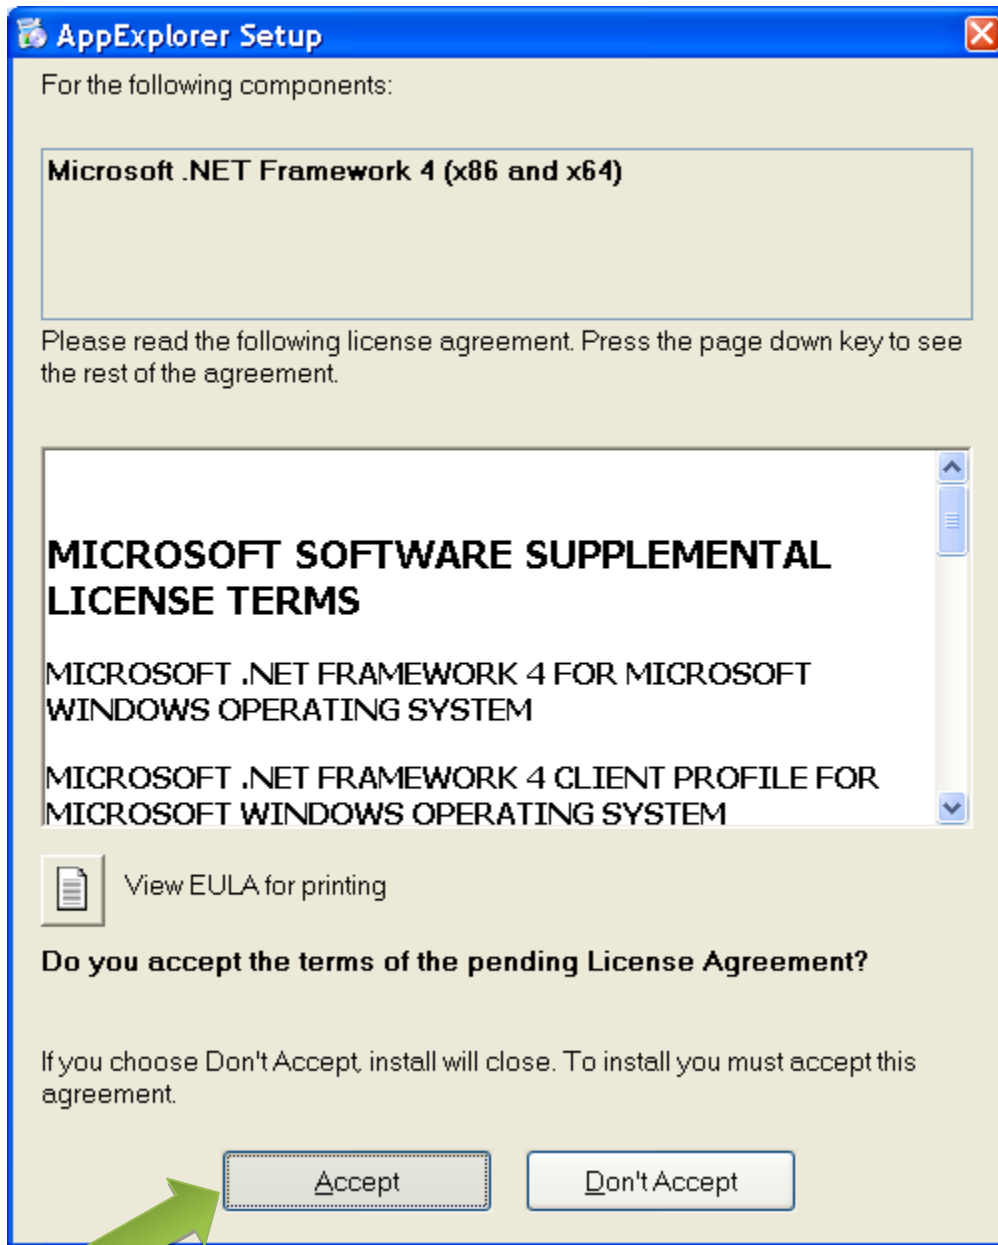 AppExplorer Setup
For the following components:
Microsoft .NET Framework 4 (x86 and x64)
Please read the following license agreement. Press the page down key to see
the rest of the agreement.
MICROSOFT SOFTWARE SUPPLEMENTAL
LICENSE TERMS
MICROSOFT .NET FRAMEWORK 4 FOR MICROSOFT
WINDOWS OPERATING SYSTEM
MICROSOFT .NET FRAMEWORK 4 CLIENT PROFILE FOR
MICROSOFT WINDOWS OPERATING SYSTEM
View EULA for printing
Do you accept the terms of the pending License Agreement?
If you choose Don't Accept, install will close. To install you must accept this
agreement.
Accept
Don't Accept